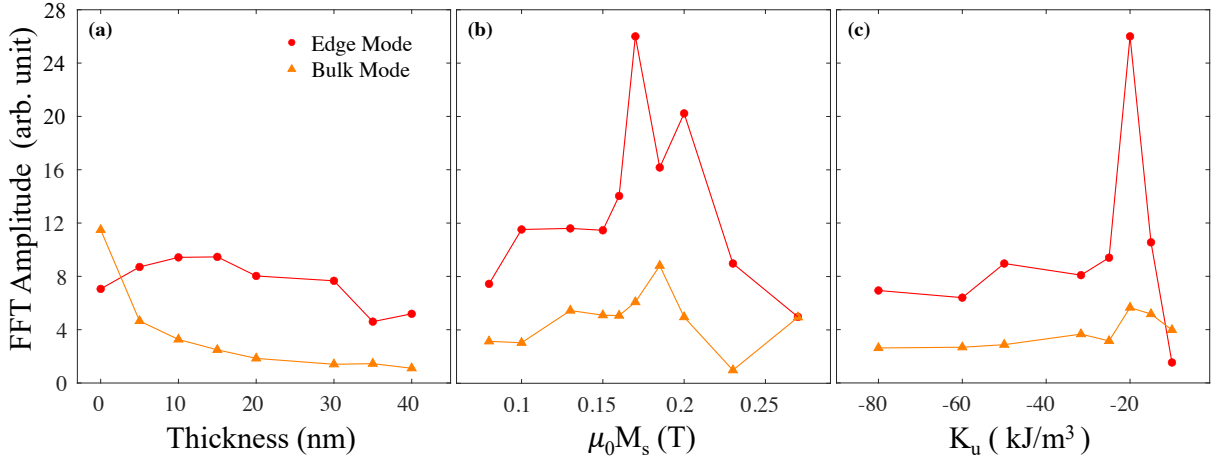 (a) (b) (c)
Edge Mode
Bulk Mode
FFT Amplitude (arb. unit)
28
24
20
16
12
8
4
0
0 10 20 30 40
0.1 0.15 0.2 0.25
-80 -60 -40 -20
Thickness (nm)
μ₀Mₛ (T)
Kᵤ ( kJ/m³ )